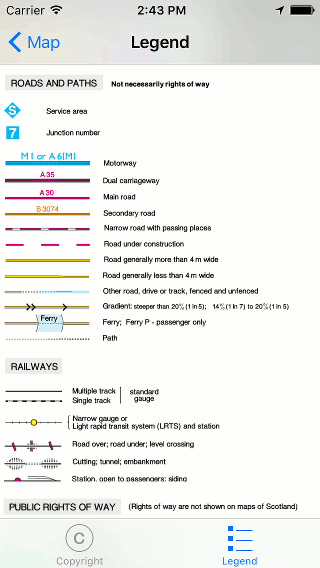 Carrier 2:43 PM
Map Legend
ROADS AND PATHS Not necessarily rights of way
S Service area
7 Junction number
M1 or A6(M) Motorway
A35 Dual carriageway
A30 Main road
B3074 Secondary road
Narrow road with passing places
Road under construction
Road generally more than 4 m wide
Road generally less than 4 m wide
Other road, drive or track, fenced and unfenced
Gradient: steeper than 20% (1 in 5); 14% (1 in 7) to 20% (1 in 5)
Ferry Ferry; Ferry P - passenger only
Path
RAILWAYS
Multiple track standard
Single track gauge
Narrow gauge or
Light rapid transit system (LRTS) and station
Road over; road under; level crossing
Cutting; tunnel; embankment
Station, open to passengers; siding
PUBLIC RIGHTS OF WAY (Rights of way are not shown on maps of Scotland)
C
Copyright Legend